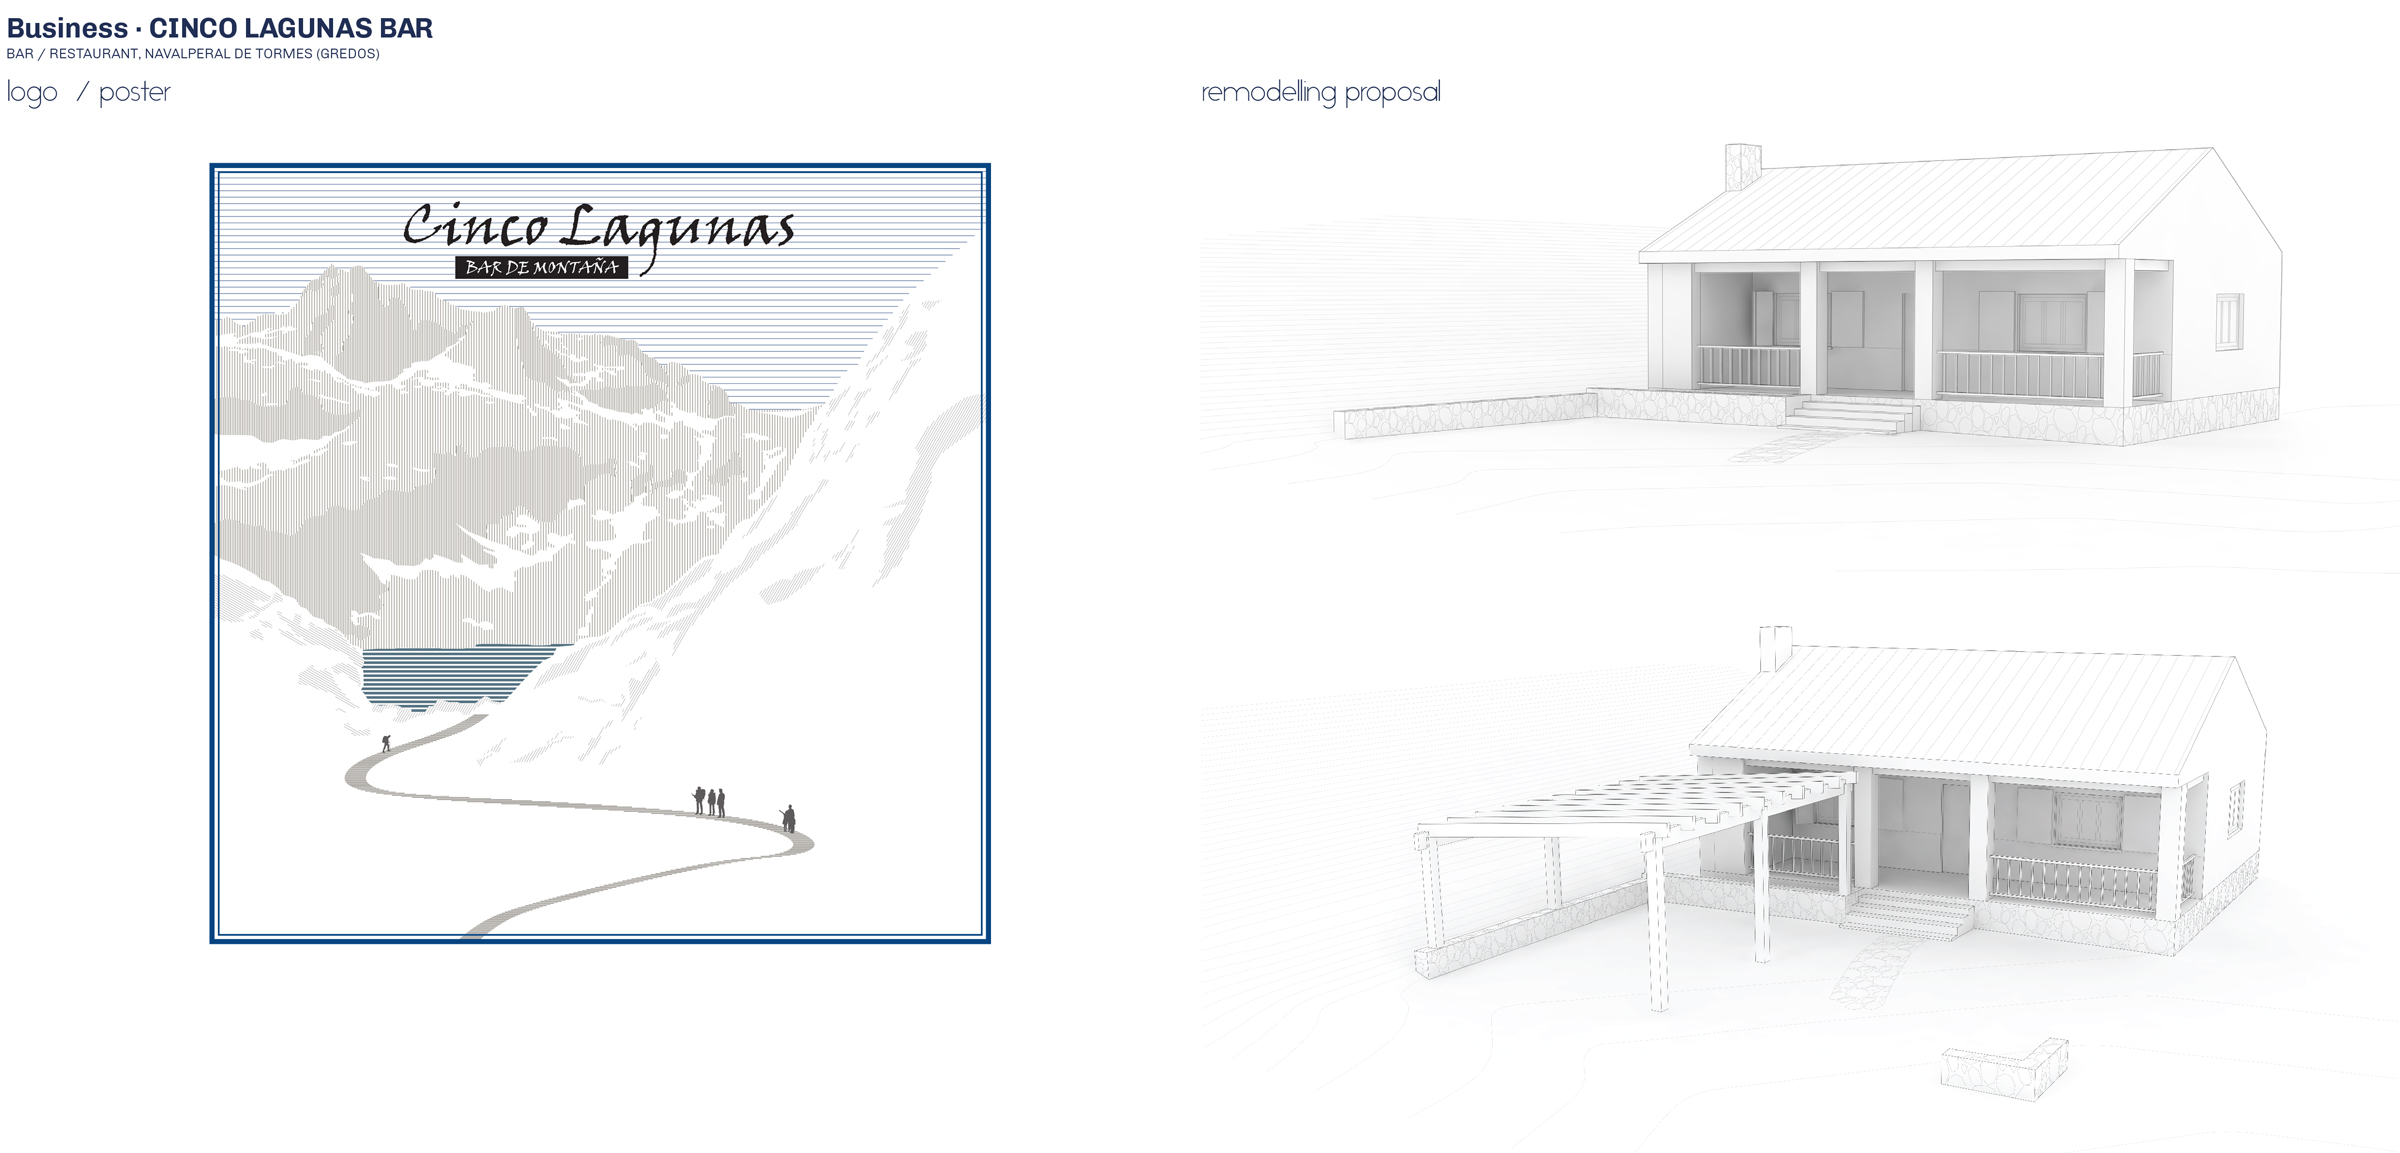 Business · CINCO LAGUNAS BAR
BAR / RESTAURANT, NAVALPERAL DE TORMES (GREDOS)
logo / poster
remodelling proposal
Cinco Lagunas
BAR DE MONTAÑA